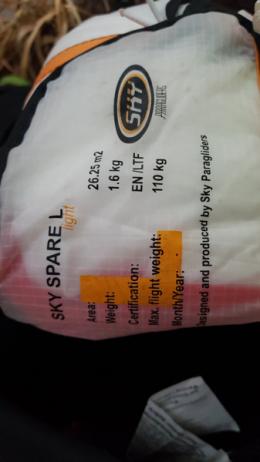 SKY
PARAGLIDERS
SKY SPARE L
light
Area: 26.25 m2
Weight: 1.6 kg
Certification: EN /LTF
Max. flight weight: 110 kg
Month/Year:
Designed and produced by Sky Paragliders